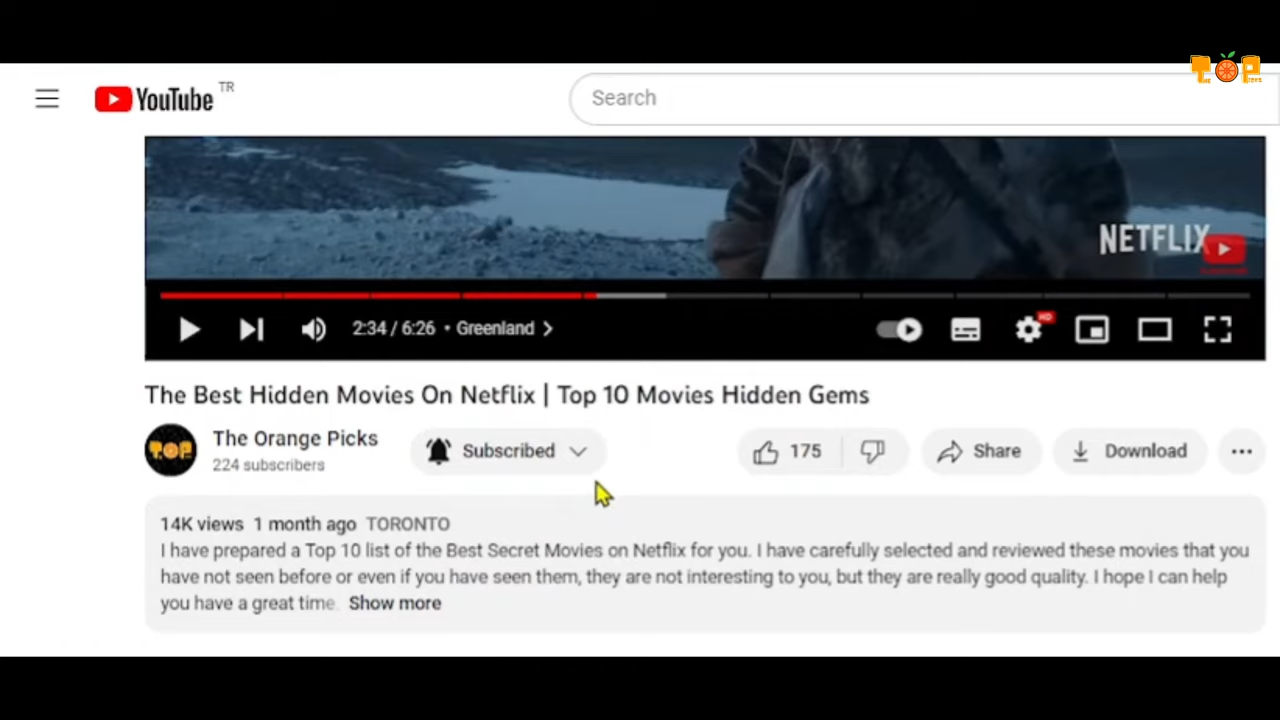 TOP
YouTube TR
Search
NETFLIX
2:34 / 6:26 • Greenland
HD
The Best Hidden Movies On Netflix | Top 10 Movies Hidden Gems
TOP
The Orange Picks
224 subscribers
Subscribed
175
Share
Download
14K views 1 month ago TORONTO
I have prepared a Top 10 list of the Best Secret Movies on Netflix for you. I have carefully selected and reviewed these movies that you
have not seen before or even if you have seen them, they are not interesting to you, but they are really good quality. I hope I can help
you have a great time. Show more